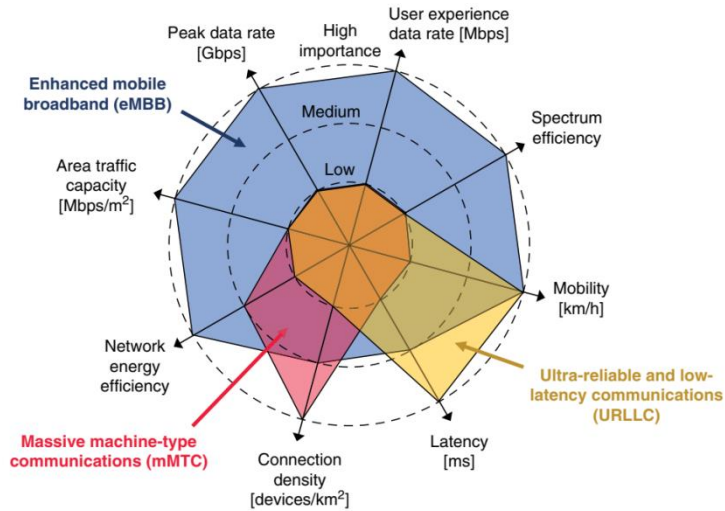 Peak data rate
[Gbps]
High
importance
User experience
data rate [Mbps]
Enhanced mobile
broadband (eMBB)
Medium
Spectrum
efficiency
Area traffic
capacity
[Mbps/m²]
Low
Mobility
[km/h]
Network
energy
efficiency
Ultra-reliable and low-
latency communications
(URLLC)
Massive machine-type
communications (mMTC)
Latency
[ms]
Connection
density
[devices/km²]